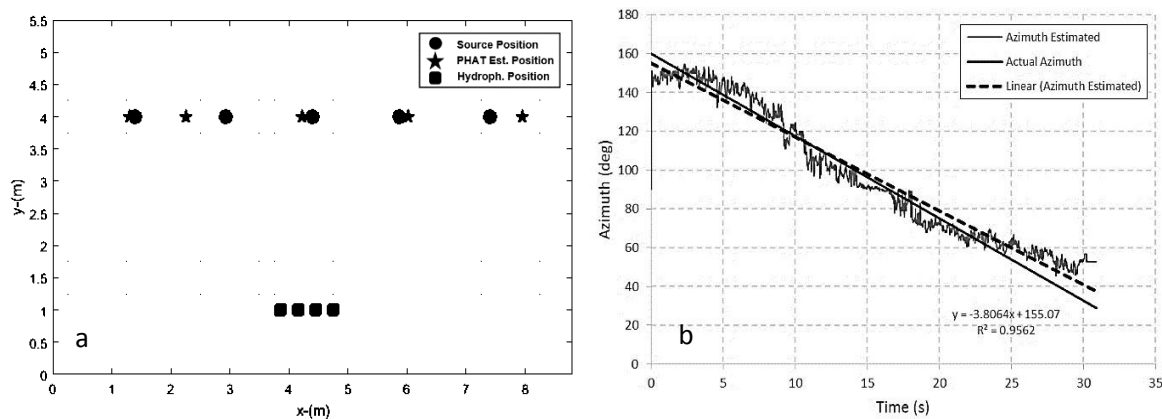 5.5
5
4.5
4
3.5
3
2.5
2
1.5
1
0.5
0
y-(m)
0 1 2 3 4 5 6 7 8
x-(m)
Source Position
PHAT Est. Position
Hydroph. Position
a
180
160
140
120
100
80
60
40
20
0
Azimuth (deg)
0 5 10 15 20 25 30 35
Time (s)
Azimuth Estimated
Actual Azimuth
Linear (Azimuth Estimated)
y = -3.8064x + 155.07
R² = 0.9562
b